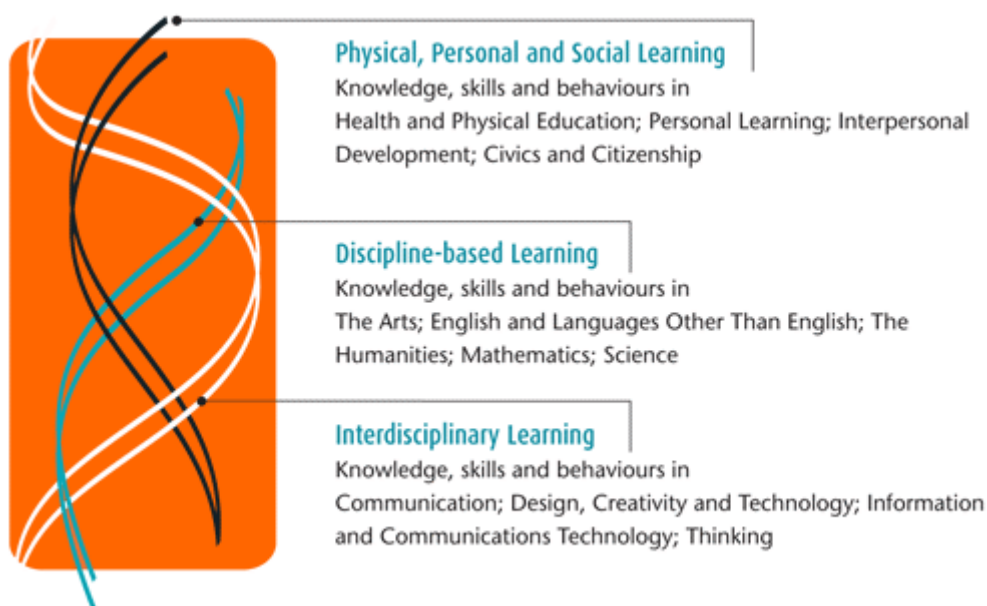 Physical, Personal and Social Learning
Knowledge, skills and behaviours in
Health and Physical Education; Personal Learning; Interpersonal
Development; Civics and Citizenship
Discipline-based Learning
Knowledge, skills and behaviours in
The Arts; English and Languages Other Than English; The
Humanities; Mathematics; Science
Interdisciplinary Learning
Knowledge, skills and behaviours in
Communication; Design, Creativity and Technology; Information
and Communications Technology; Thinking